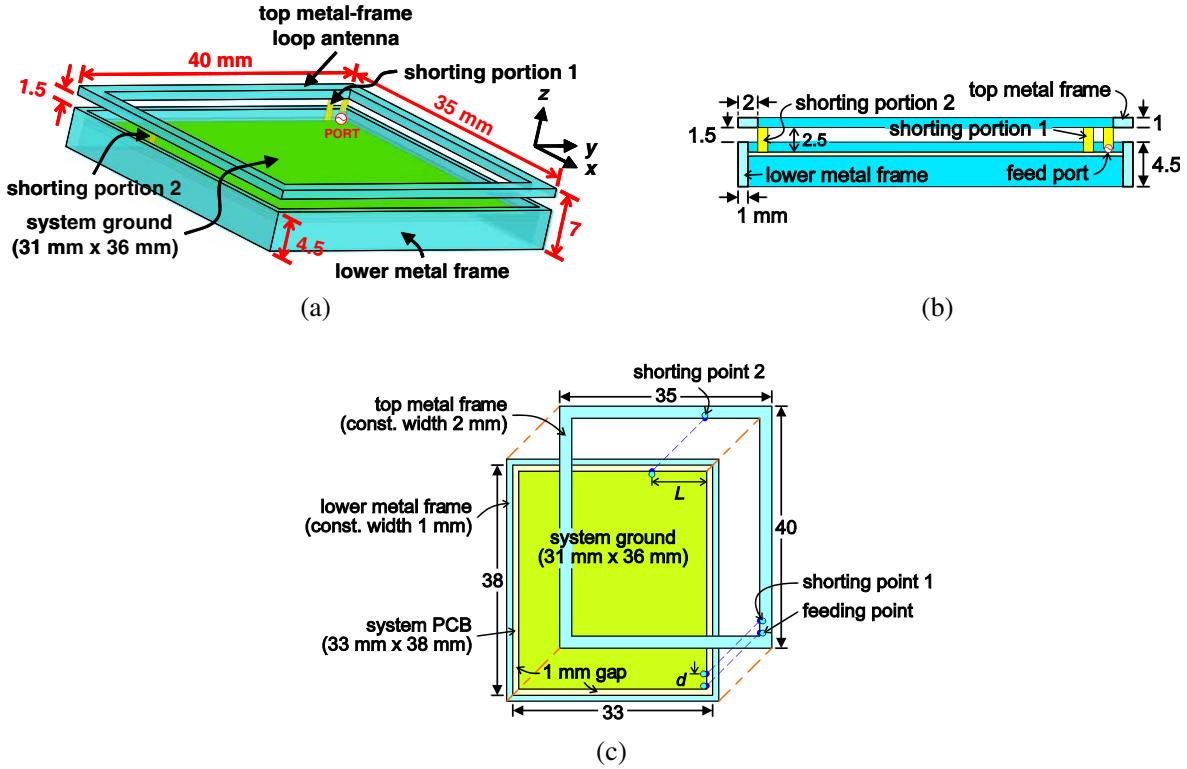 top metal-frame
loop antenna
40 mm
shorting portion 1
1.5
35 mm
PORT
z
y
x
shorting portion 2
system ground
(31 mm x 36 mm)
4.5
7
lower metal frame
(a)
2
shorting portion 2
top metal frame
1.5
2.5
shorting portion 1
1
lower metal frame
feed port
4.5
1 mm
(b)
shorting point 2
35
top metal frame
(const. width 2 mm)
L
lower metal frame
(const. width 1 mm)
system ground
(31 mm x 36 mm)
40
38
shorting point 1
feeding point
system PCB
(33 mm x 38 mm)
1 mm gap
d
33
(c)